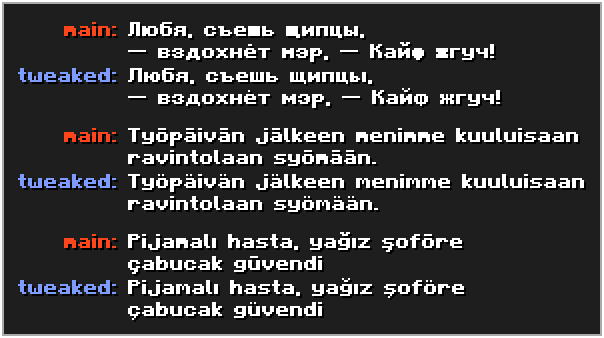 main: Любя, съешь щипцы,
— вздохнёт мэр, — Кайф жгуч!
tweaked: Любя, съешь щипцы,
— вздохнёт мэр, — Кайф жгуч!
main: Työpäivän jälkeen menimme kuuluisaan
ravintolaan syömään.
tweaked: Työpäivän jälkeen menimme kuuluisaan
ravintolaan syömään.
main: Pijamalı hasta, yağız şoföre
çabucak güvendi
tweaked: Pijamalı hasta, yağız şoföre
çabucak güvendi